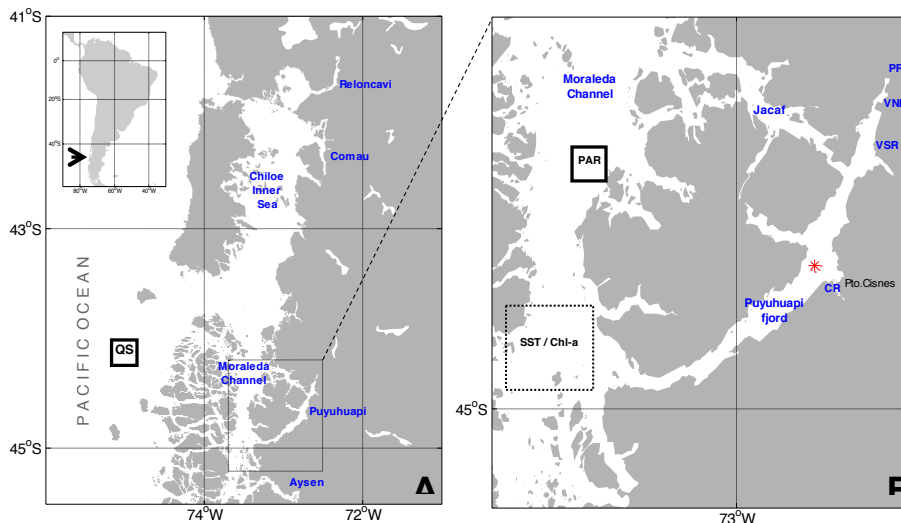 41°S
43°S
45°S
74°W
72°W
0°
20°S
40°S
80°W
60°W
40°W
Reloncavi
Comau
Chiloe
Inner
Sea
PACIFIC OCEAN
QS
Moraleda
Channel
Puyuhuapi
Aysen
A
Moraleda
Channel
PAR
Jacaf
PR
VSR
CR
Pto.Cisnes
Puyuhuapi
fjord
SST / Chl-a
45°S
73°W